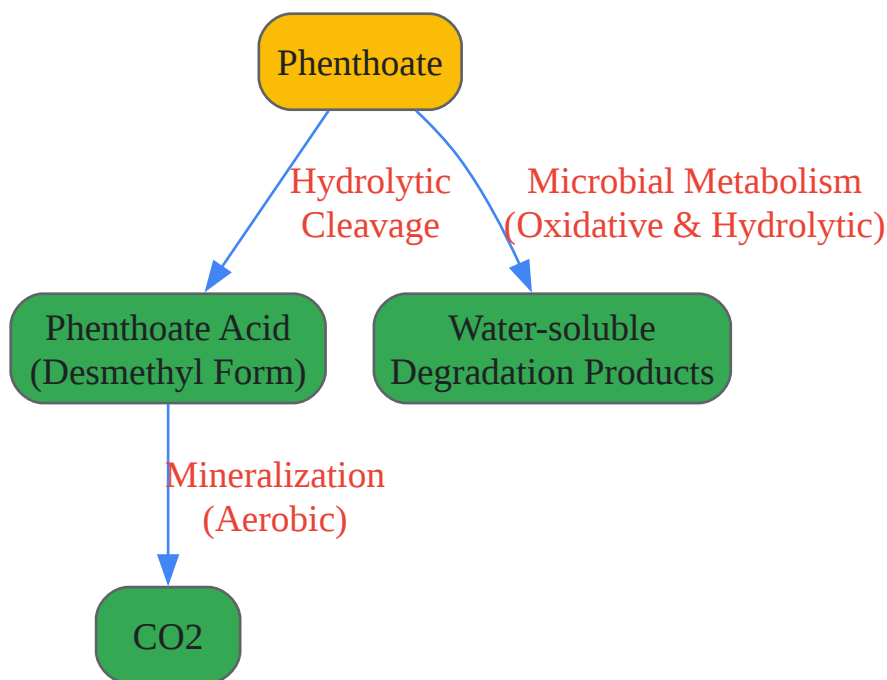 Phenthoate
Hydrolytic
Cleavage
Microbial Metabolism
(Oxidative & Hydrolytic)
Phenthoate Acid
(Desmethyl Form)
Water-soluble
Degradation Products
Mineralization
(Aerobic)
CO2